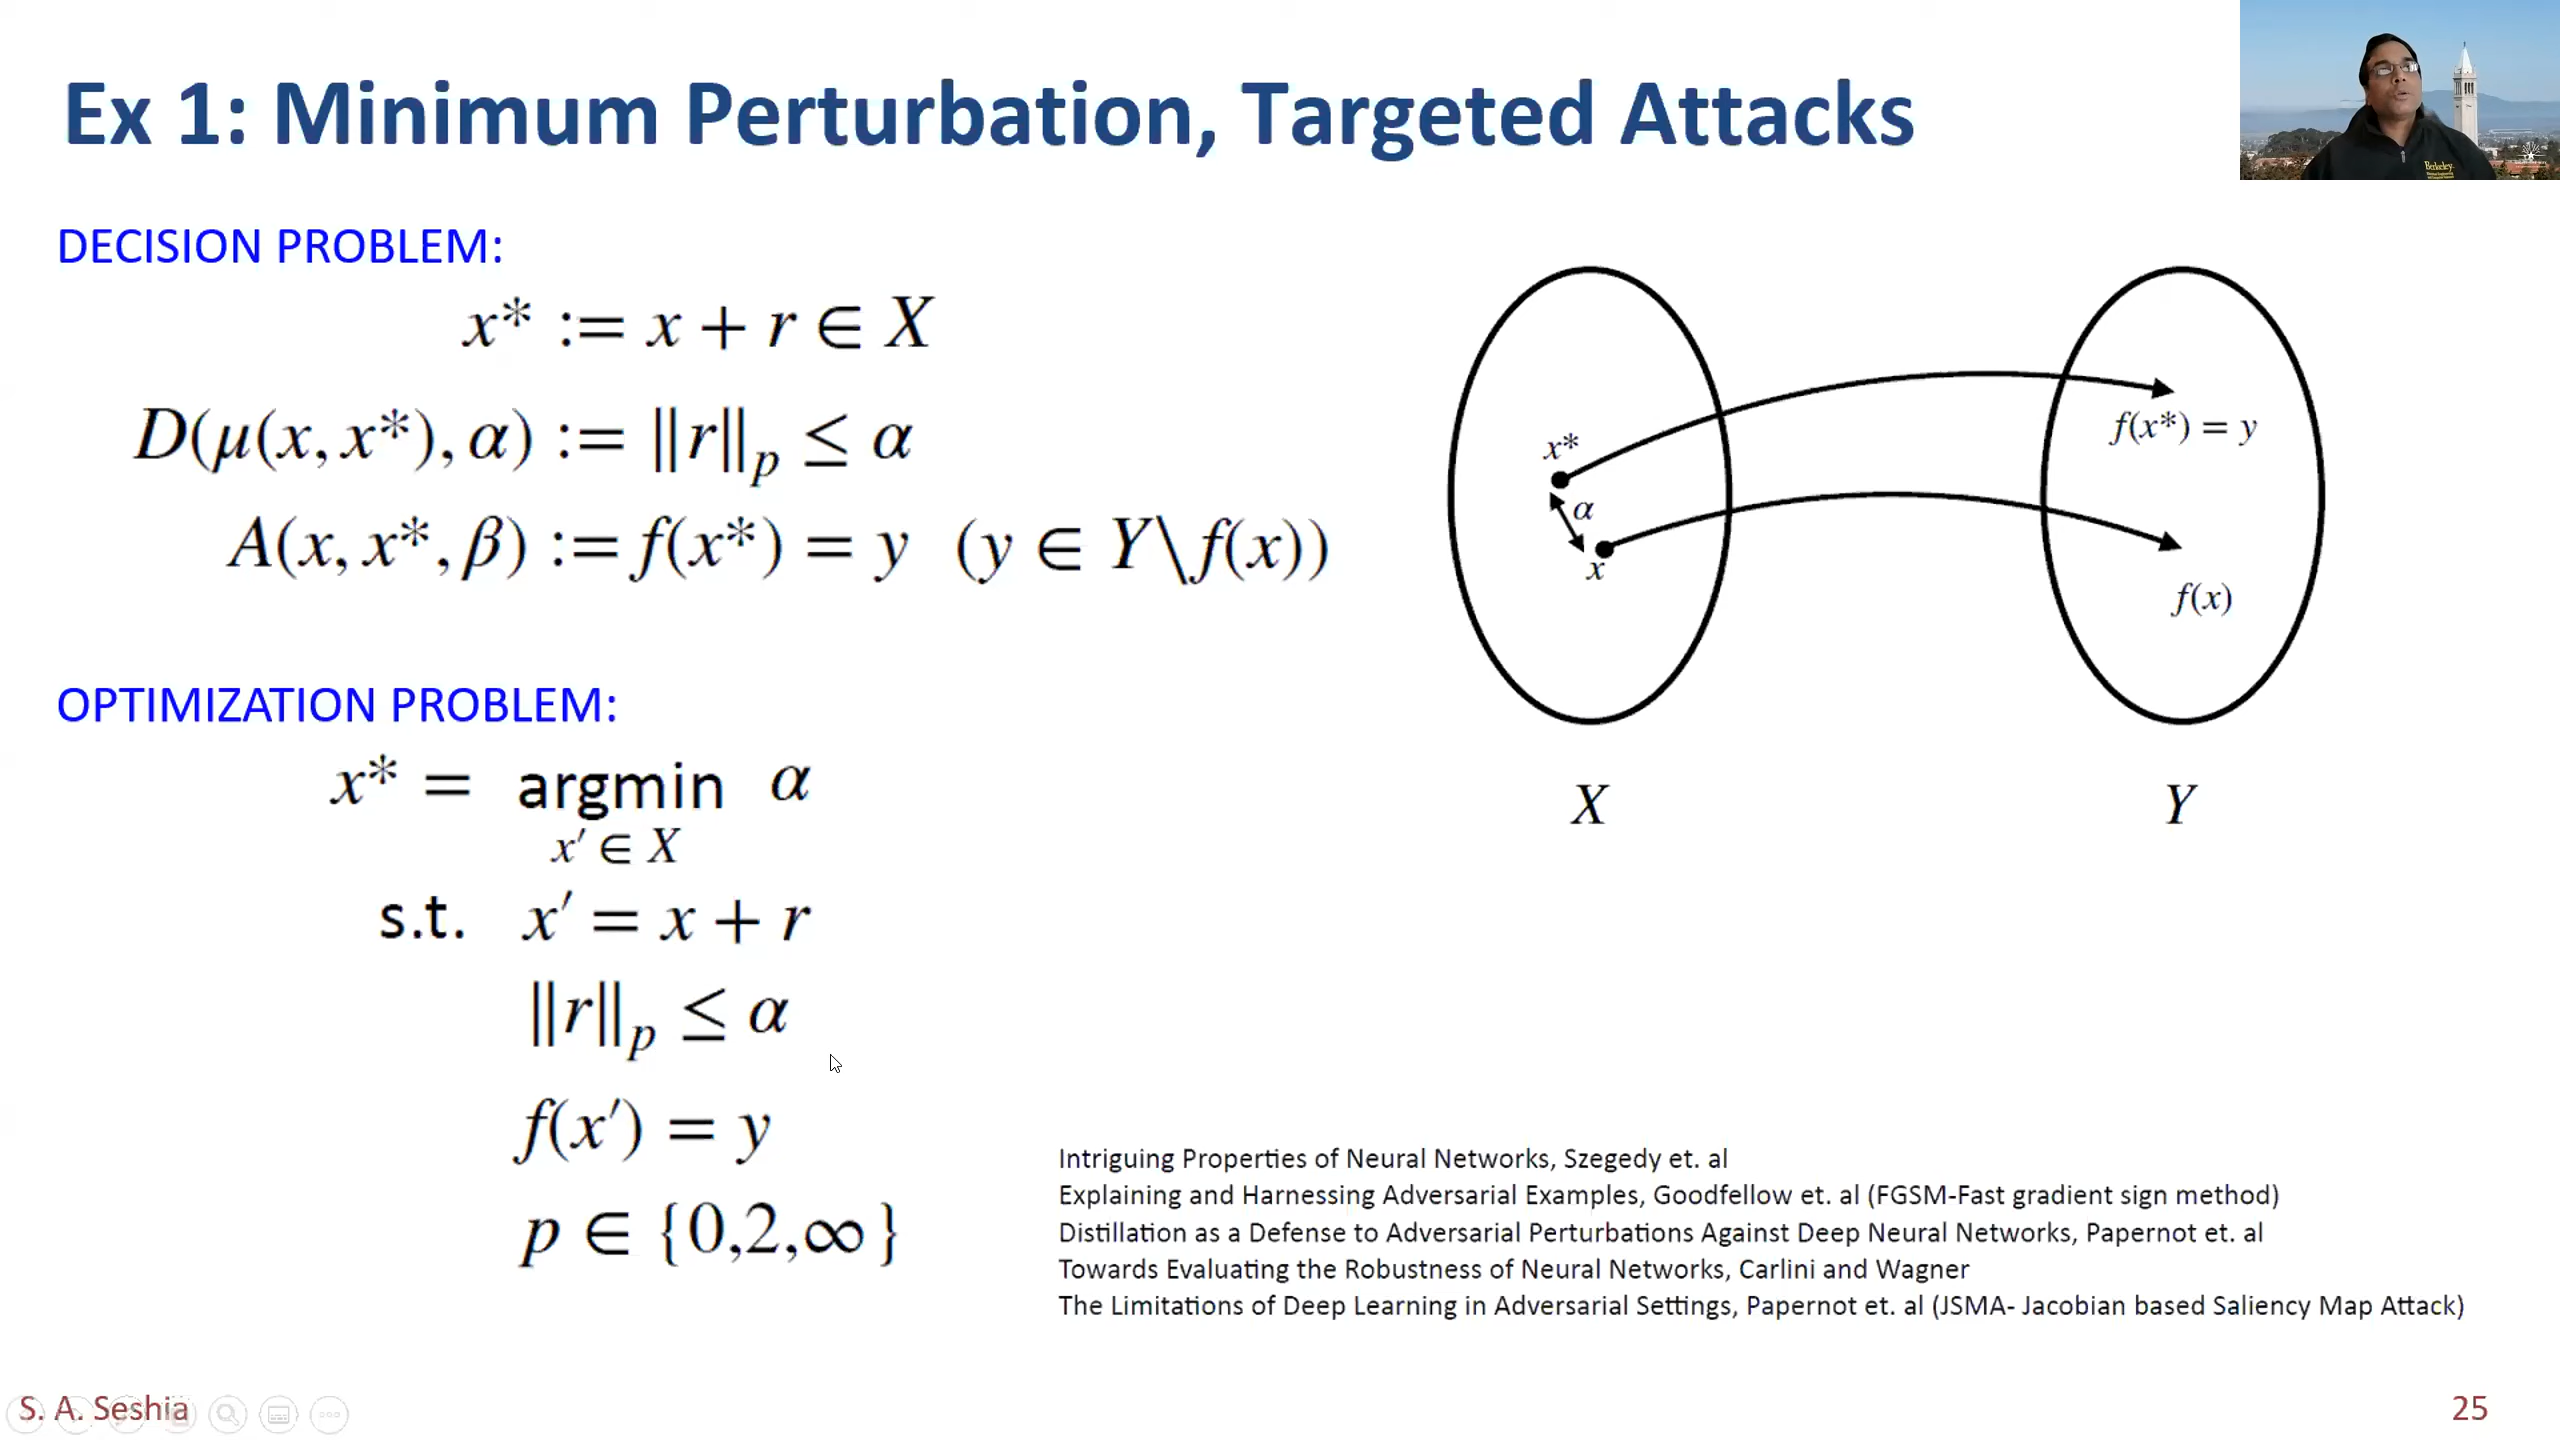 Ex 1: Minimum Perturbation, Targeted Attacks
DECISION PROBLEM:
x* := x + r ∈ X
D(μ(x, x*), α) := ‖r‖p ≤ α
A(x, x*, β) := f(x*) = y (y ∈ Y\f(x))
OPTIMIZATION PROBLEM:
x* = argmin α
x′ ∈ X
s.t. x′ = x + r
‖r‖p ≤ α
f(x′) = y
p ∈ {0,2,∞}
x*
α
x
f(x*) = y
f(x)
X
Y
Intriguing Properties of Neural Networks, Szegedy et. al
Explaining and Harnessing Adversarial Examples, Goodfellow et. al (FGSM-Fast gradient sign method)
Distillation as a Defense to Adversarial Perturbations Against Deep Neural Networks, Papernot et. al
Towards Evaluating the Robustness of Neural Networks, Carlini and Wagner
The Limitations of Deep Learning in Adversarial Settings, Papernot et. al (JSMA- Jacobian based Saliency Map Attack)
Berkeley
S. A. Seshia
25